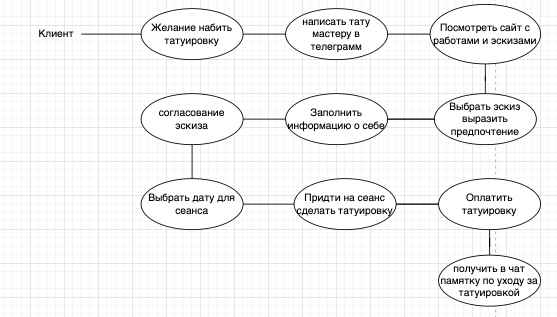 Клиент
Желание набить
татуировку
написать тату
мастеру в
телеграмм
Посмотреть сайт с
работами и эскизами
Выбрать эскиз
выразить
предпочтение
Заполнить
информацию о себе
согласование
эскиза
Выбрать дату для
сеанса
Придти на сеанс
сделать татуировку
Оплатить
татуировку
получить в чат
памятку по уходу за
татуировкой